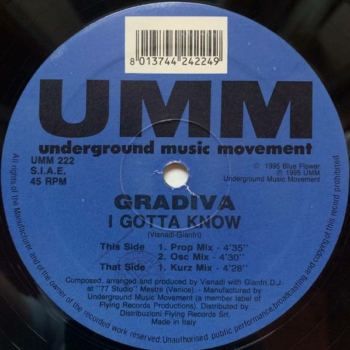 8013744242249
UMM
underground music movement
UMM 222
S.I.A.E.
45 RPM
© 1995 Blue Flower
℗ 1995 UMM
Underground Music Movement
GRADIVA
I GOTTA KNOW
(Visnadi-Gianfri)
This Side 1. Prop Mix - 4'35"
2. Osc Mix - 4'30"
That Side 1. Kurz Mix - 4'28"
Composed, arranged and produced by Visnadi with Gianfri D.J.
at "77 Studio" Mestre (Venice). Manufactured by
Underground Music Movement (a member label of
Flying Records Productions). Distributed by
Distribuzioni Flying Records Srl.
Made in Italy
All rights of the Manufacturer and of the owner of the recorded work reserved. Unauthorised public performance, broadcasting and copying of this record prohibited.